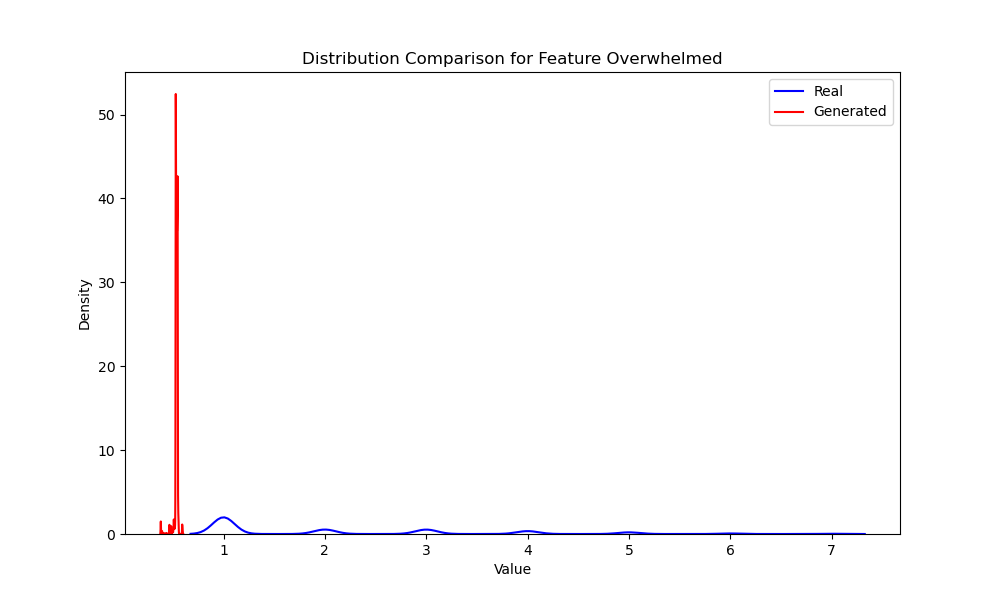 Distribution Comparison for Feature Overwhelmed
Real
Generated
50
40
30
20
10
0
Density
1 2 3 4 5 6 7
Value